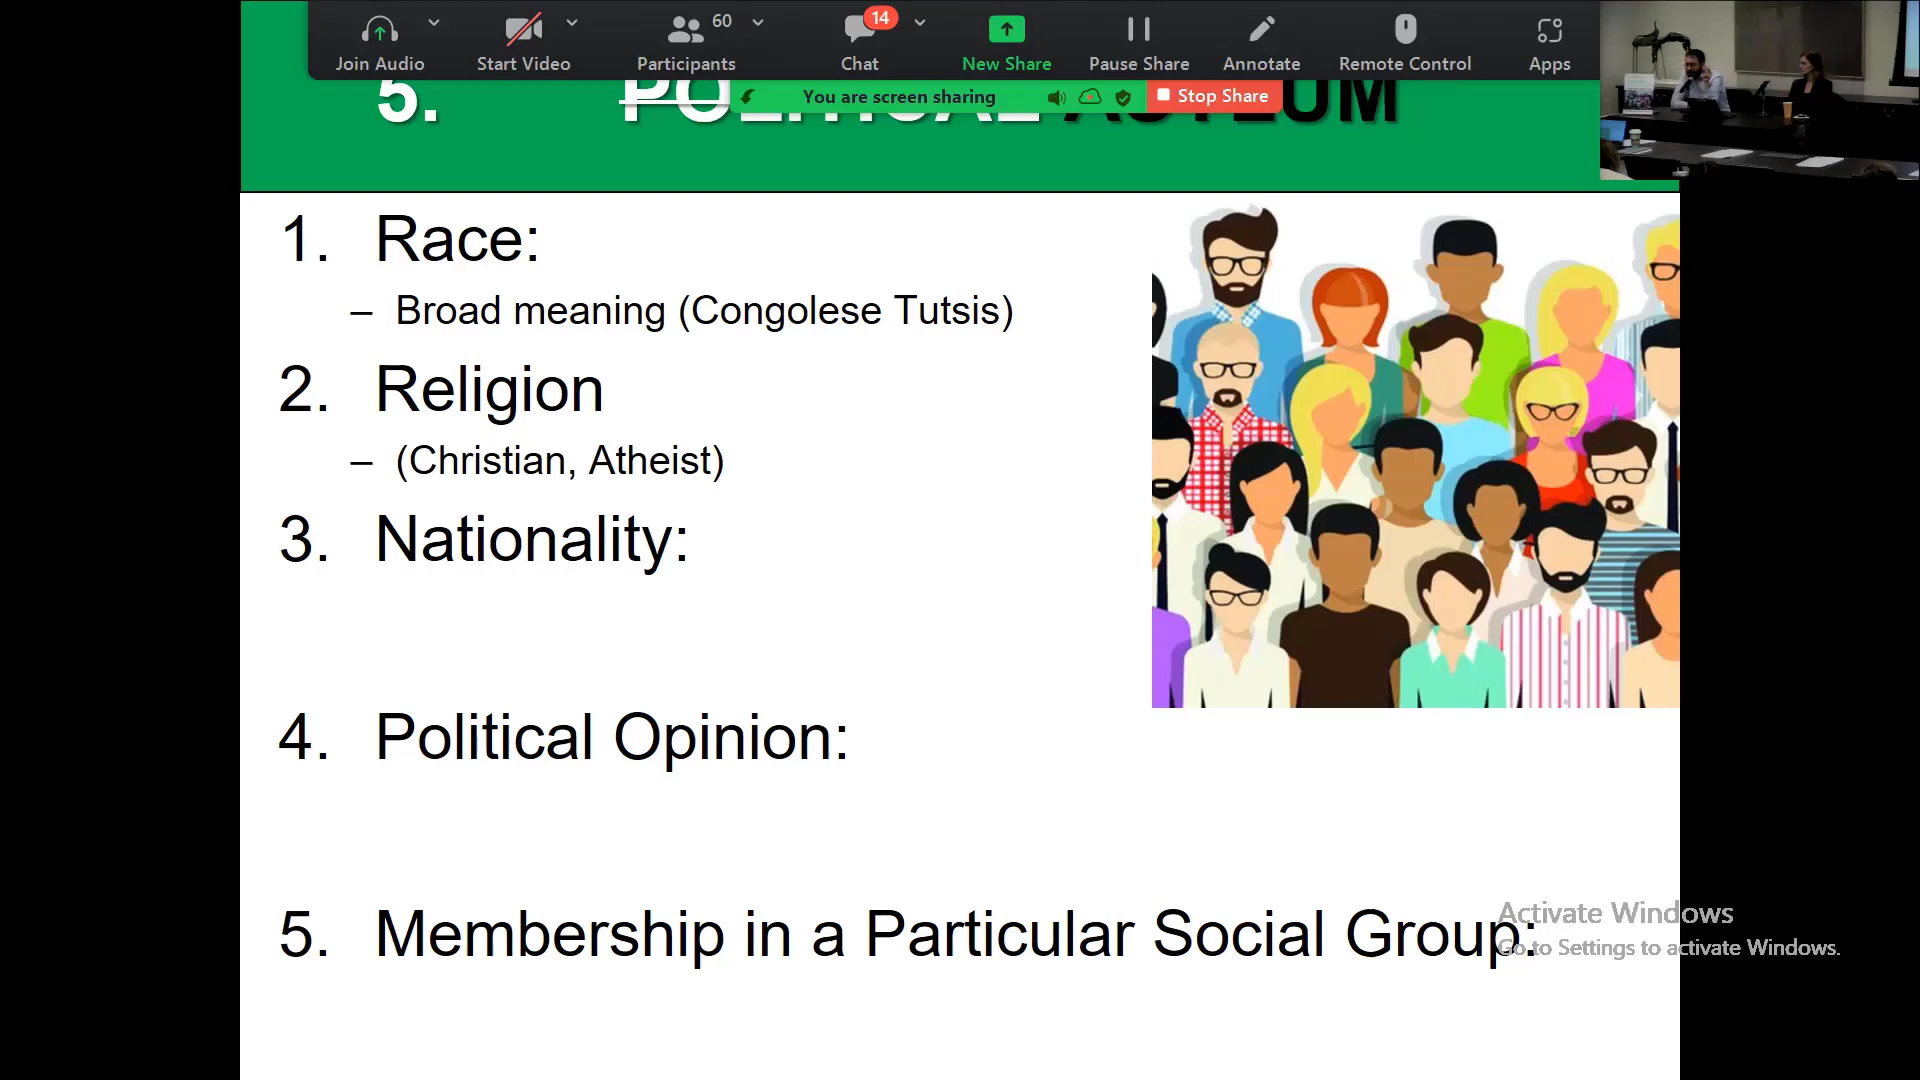 60
14
Join Audio
Start Video
Participants
Chat
New Share
Pause Share
Annotate
Remote Control
Apps
You are screen sharing
Stop Share
5. POLITICAL ASYLUM
1. Race:
– Broad meaning (Congolese Tutsis)
2. Religion
– (Christian, Atheist)
3. Nationality:
4. Political Opinion:
5. Membership in a Particular Social Group:
Activate Windows
Go to Settings to activate Windows.